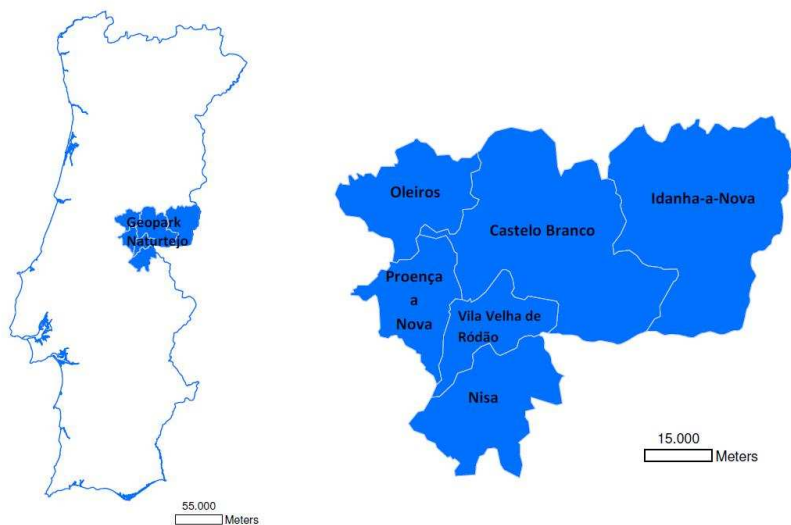 Geopark
Naturtejo
55.000
Meters
Oleiros
Idanha-a-Nova
Castelo Branco
Proença
a
Nova
Vila Velha de
Ródão
Nisa
15.000
Meters